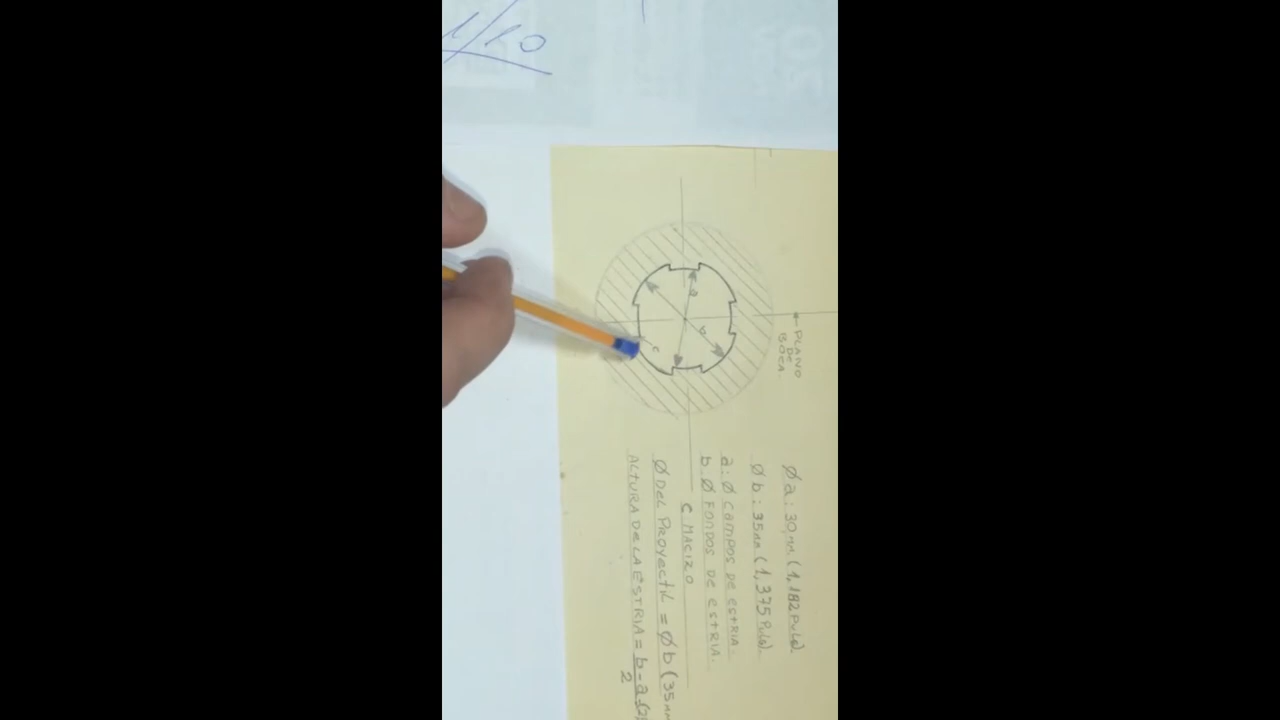 1/10
PLANO
DE
BOCA.
a
b
c
Ø a: 30mm (1,182 Pulg).
Ø b: 35mm (1,375 Pulg).
a: Ø CAMPOS DE ESTRIA.
b: Ø FONDOS DE ESTRIA.
C MACIZO
Ø DEL PROYECTIL = Ø b (35mm
ALTURA DE LA ESTRIA = b-a
2